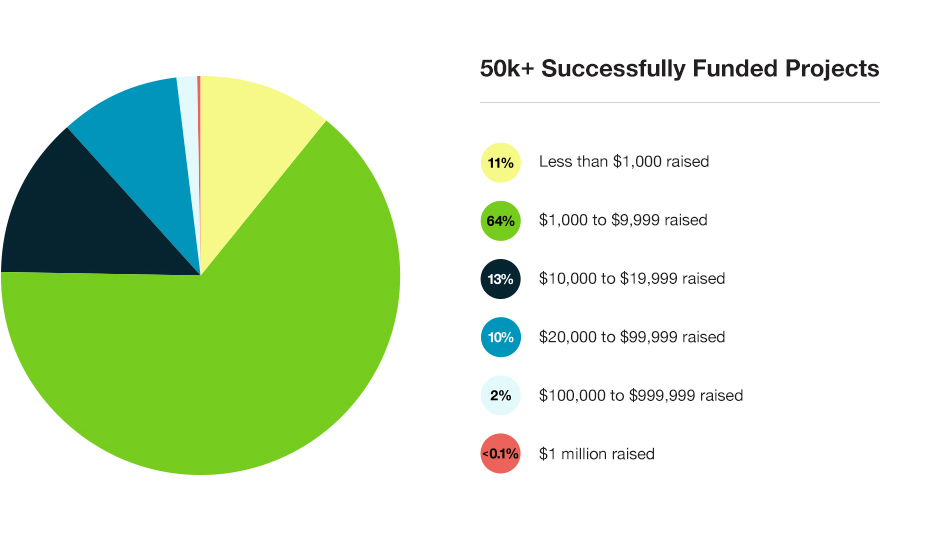 50k+ Successfully Funded Projects
11% Less than $1,000 raised
64% $1,000 to $9,999 raised
13% $10,000 to $19,999 raised
10% $20,000 to $99,999 raised
2% $100,000 to $999,999 raised
<0.1% $1 million raised